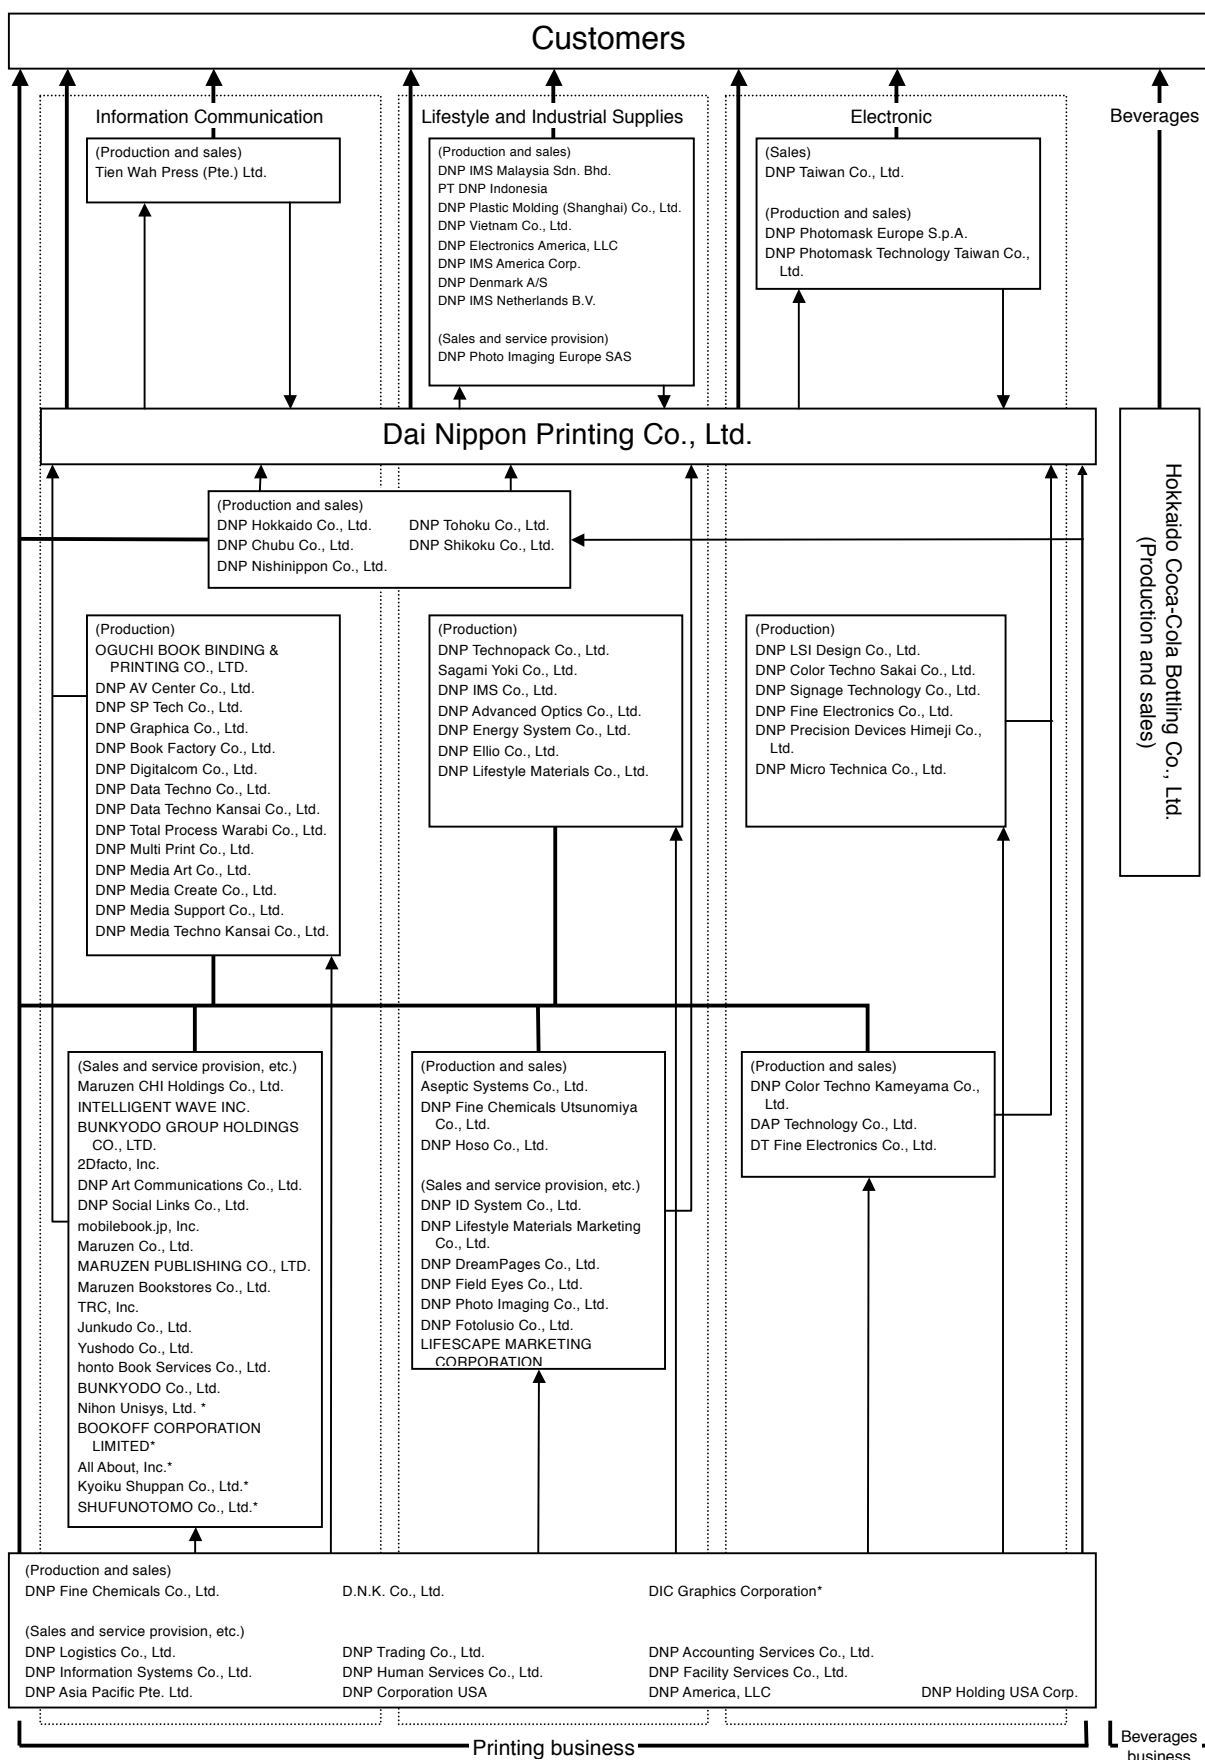 Customers
Information Communication
(Production and sales)
Tien Wah Press (Pte.) Ltd.
Lifestyle and Industrial Supplies
(Production and sales)
DNP IMS Malaysia Sdn. Bhd.
PT DNP Indonesia
DNP Plastic Molding (Shanghai) Co., Ltd.
DNP Vietnam Co., Ltd.
DNP Electronics America, LLC
DNP IMS America Corp.
DNP Denmark A/S
DNP IMS Netherlands B.V.
(Sales and service provision)
DNP Photo Imaging Europe SAS
Electronic
(Sales)
DNP Taiwan Co., Ltd.
(Production and sales)
DNP Photomask Europe S.p.A.
DNP Photomask Technology Taiwan Co.,
Ltd.
Beverages
Dai Nippon Printing Co., Ltd.
Hokkaido Coca-Cola Bottling Co., Ltd.
(Production and sales)
(Production and sales)
DNP Hokkaido Co., Ltd. DNP Tohoku Co., Ltd.
DNP Chubu Co., Ltd. DNP Shikoku Co., Ltd.
DNP Nishinippon Co., Ltd.
(Production)
OGUCHI BOOK BINDING &
PRINTING CO., LTD.
DNP AV Center Co., Ltd.
DNP SP Tech Co., Ltd.
DNP Graphica Co., Ltd.
DNP Book Factory Co., Ltd.
DNP Digitalcom Co., Ltd.
DNP Data Techno Co., Ltd.
DNP Data Techno Kansai Co., Ltd.
DNP Total Process Warabi Co., Ltd.
DNP Multi Print Co., Ltd.
DNP Media Art Co., Ltd.
DNP Media Create Co., Ltd.
DNP Media Support Co., Ltd.
DNP Media Techno Kansai Co., Ltd.
(Production)
DNP Technopack Co., Ltd.
Sagami Yoki Co., Ltd.
DNP IMS Co., Ltd.
DNP Advanced Optics Co., Ltd.
DNP Energy System Co., Ltd.
DNP Ellio Co., Ltd.
DNP Lifestyle Materials Co., Ltd.
(Production)
DNP LSI Design Co., Ltd.
DNP Color Techno Sakai Co., Ltd.
DNP Signage Technology Co., Ltd.
DNP Fine Electronics Co., Ltd.
DNP Precision Devices Himeji Co.,
Ltd.
DNP Micro Technica Co., Ltd.
(Sales and service provision, etc.)
Maruzen CHI Holdings Co., Ltd.
INTELLIGENT WAVE INC.
BUNKYODO GROUP HOLDINGS
CO., LTD.
2Dfacto, Inc.
DNP Art Communications Co., Ltd.
DNP Social Links Co., Ltd.
mobilebook.jp, Inc.
Maruzen Co., Ltd.
MARUZEN PUBLISHING CO., LTD.
Maruzen Bookstores Co., Ltd.
TRC, Inc.
Junkudo Co., Ltd.
Yushodo Co., Ltd.
honto Book Services Co., Ltd.
BUNKYODO Co., Ltd.
Nihon Unisys, Ltd. *
BOOKOFF CORPORATION
LIMITED*
All About, Inc.*
Kyoiku Shuppan Co., Ltd.*
SHUFUNOTOMO Co., Ltd.*
(Production and sales)
Aseptic Systems Co., Ltd.
DNP Fine Chemicals Utsunomiya
Co., Ltd.
DNP Hoso Co., Ltd.
(Sales and service provision, etc.)
DNP ID System Co., Ltd.
DNP Lifestyle Materials Marketing
Co., Ltd.
DNP DreamPages Co., Ltd.
DNP Field Eyes Co., Ltd.
DNP Photo Imaging Co., Ltd.
DNP Fotolusio Co., Ltd.
LIFESCAPE MARKETING
CORPORATION
(Production and sales)
DNP Color Techno Kameyama Co.,
Ltd.
DAP Technology Co., Ltd.
DT Fine Electronics Co., Ltd.
(Production and sales)
DNP Fine Chemicals Co., Ltd. D.N.K. Co., Ltd. DIC Graphics Corporation*
(Sales and service provision, etc.)
DNP Logistics Co., Ltd. DNP Trading Co., Ltd. DNP Accounting Services Co., Ltd.
DNP Information Systems Co., Ltd. DNP Human Services Co., Ltd. DNP Facility Services Co., Ltd.
DNP Asia Pacific Pte. Ltd. DNP Corporation USA DNP America, LLC DNP Holding USA Corp.
Printing business
Beverages
business